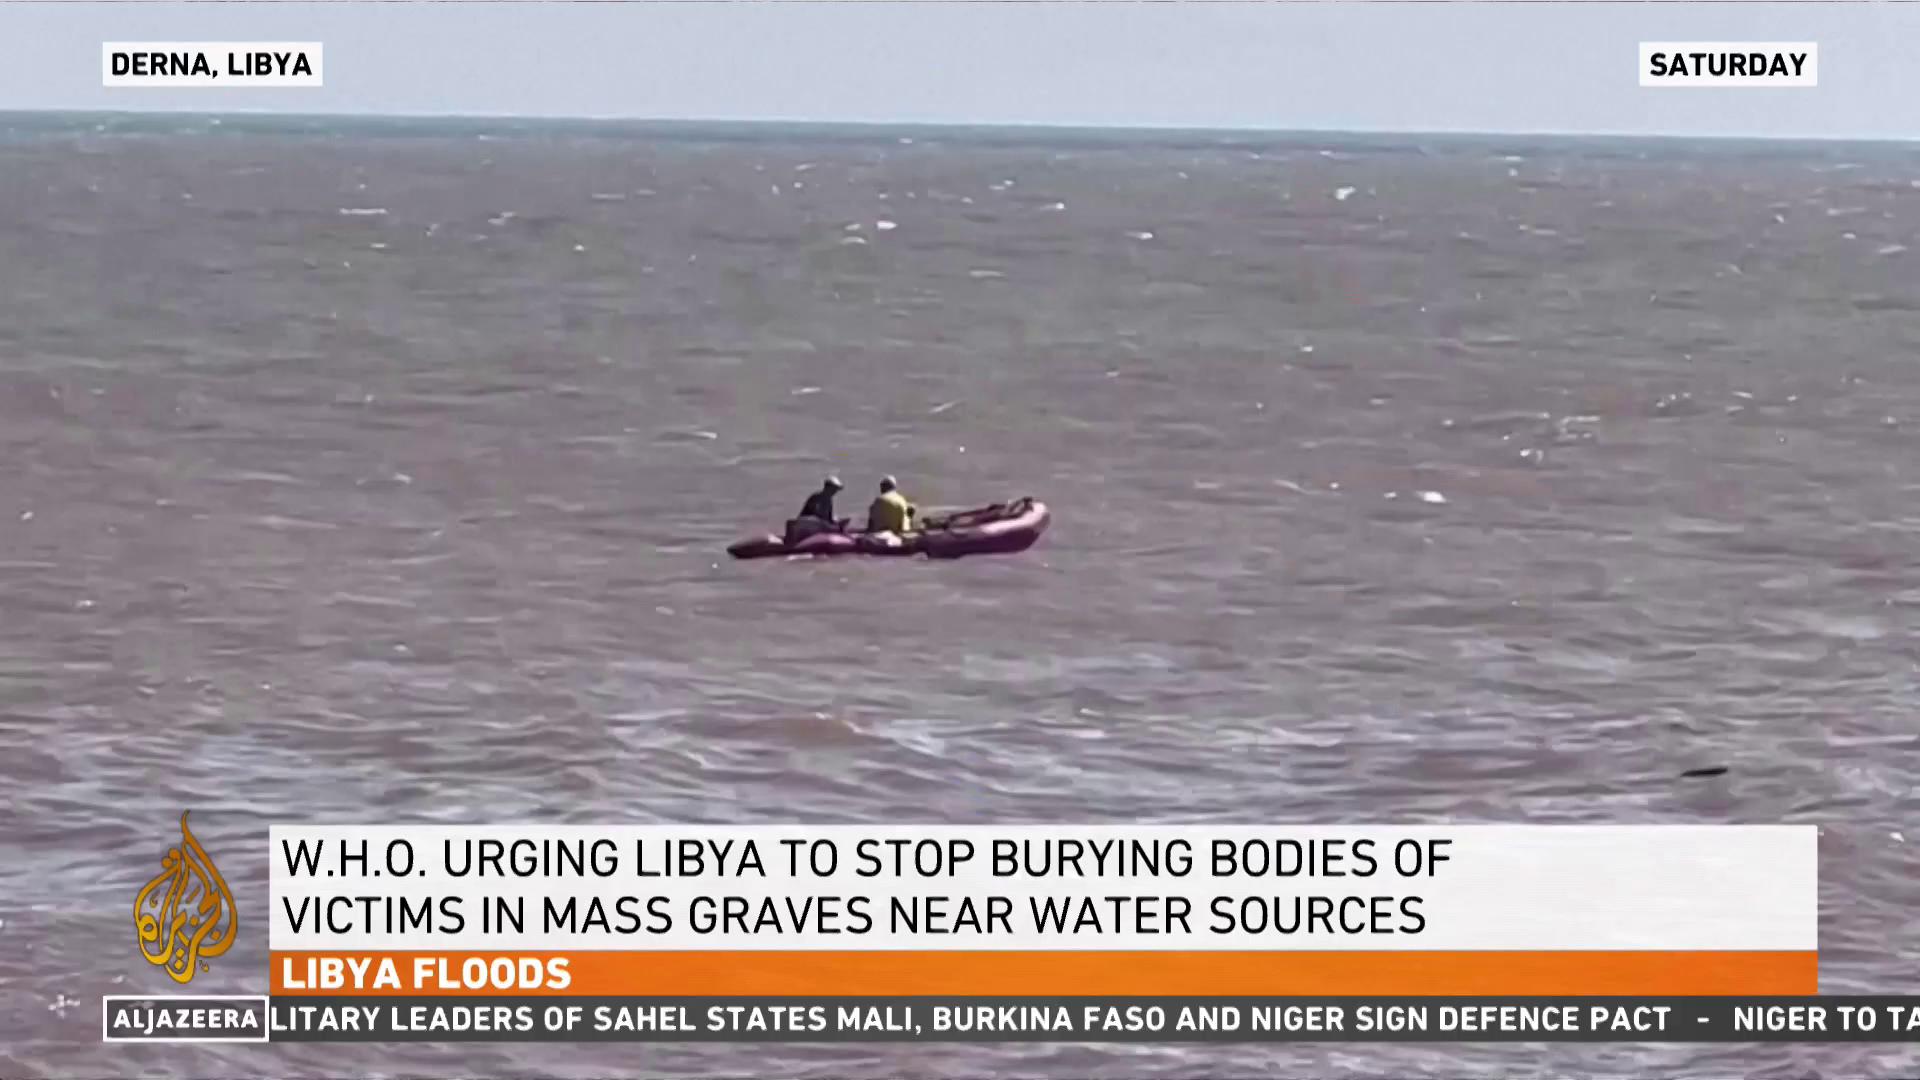 DERNA, LIBYA
SATURDAY
W.H.O. URGING LIBYA TO STOP BURYING BODIES OF
VICTIMS IN MASS GRAVES NEAR WATER SOURCES
LIBYA FLOODS
الجزيرة
ALJAZEERA
LITARY LEADERS OF SAHEL STATES MALI, BURKINA FASO AND NIGER SIGN DEFENCE PACT - NIGER TO TA